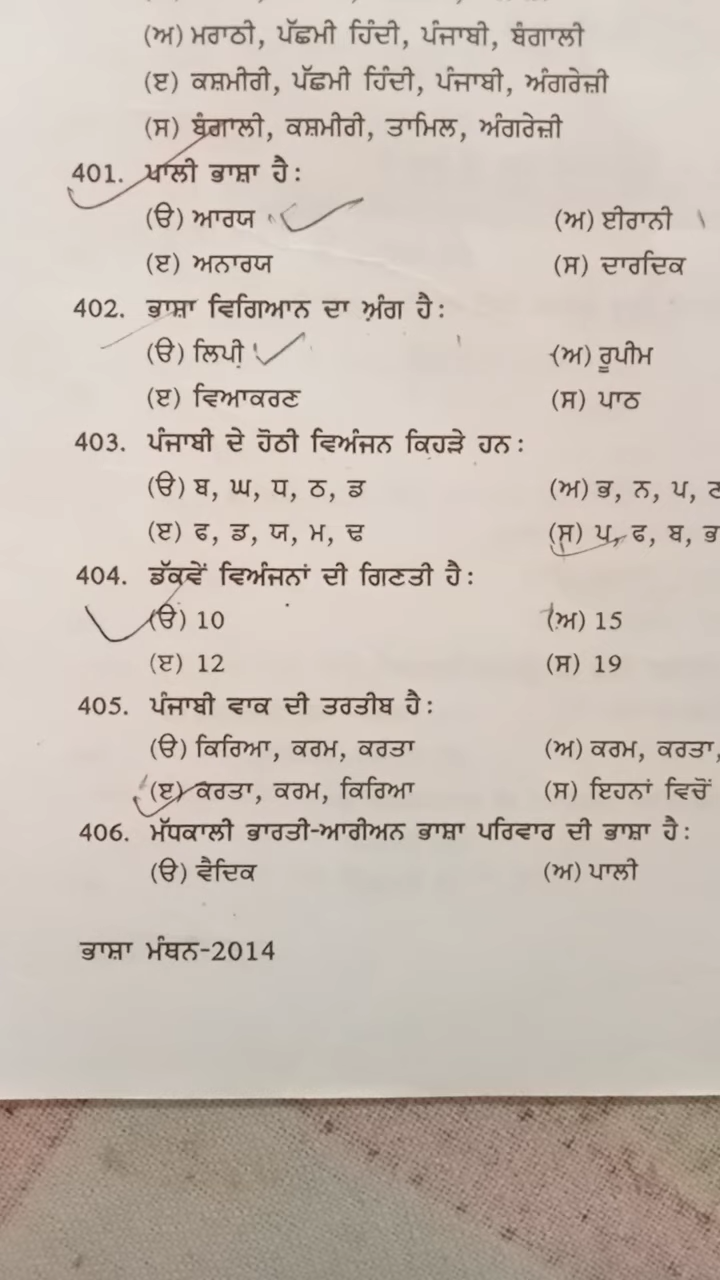 (ਅ) ਮਰਾਠੀ, ਪੱਛਮੀ ਹਿੰਦੀ, ਪੰਜਾਬੀ, ਬੰਗਾਲੀ
(ੲ) ਕਸ਼ਮੀਰੀ, ਪੱਛਮੀ ਹਿੰਦੀ, ਪੰਜਾਬੀ, ਅੰਗਰੇਜ਼ੀ
(ਸ) ਬੰਗਾਲੀ, ਕਸ਼ਮੀਰੀ, ਤਾਮਿਲ, ਅੰਗਰੇਜ਼ੀ
401. ਪਾਲੀ ਭਾਸ਼ਾ ਹੈ:
(ੳ) ਆਰਯ (ਅ) ਈਰਾਨੀ
(ੲ) ਅਨਾਰਯ (ਸ) ਦਾਰਦਿਕ
402. ਭਾਸ਼ਾ ਵਿਗਿਆਨ ਦਾ ਅੰਗ ਹੈ:
(ੳ) ਲਿਪੀ (ਅ) ਰੂਪੀਮ
(ੲ) ਵਿਆਕਰਣ (ਸ) ਪਾਠ
403. ਪੰਜਾਬੀ ਦੇ ਹੋਠੀ ਵਿਅੰਜਨ ਕਿਹੜੇ ਹਨ:
(ੳ) ਬ, ਘ, ਧ, ਠ, ਡ (ਅ) ਭ, ਨ, ਪ,
(ੲ) ਫ, ਡ, ਯ, ਮ, ਢ (ਸ) ਪ, ਫ, ਬ, ਭ
404. ਡੱਕਵੇਂ ਵਿਅੰਜਨਾਂ ਦੀ ਗਿਣਤੀ ਹੈ:
(ੳ) 10 (ਅ) 15
(ੲ) 12 (ਸ) 19
405. ਪੰਜਾਬੀ ਵਾਕ ਦੀ ਤਰਤੀਬ ਹੈ:
(ੳ) ਕਿਰਿਆ, ਕਰਮ, ਕਰਤਾ (ਅ) ਕਰਮ, ਕਰਤਾ,
(ੲ) ਕਰਤਾ, ਕਰਮ, ਕਿਰਿਆ (ਸ) ਇਹਨਾਂ ਵਿਚੋਂ
406. ਮੱਧਕਾਲੀ ਭਾਰਤੀ-ਆਰੀਅਨ ਭਾਸ਼ਾ ਪਰਿਵਾਰ ਦੀ ਭਾਸ਼ਾ ਹੈ:
(ੳ) ਵੈਦਿਕ (ਅ) ਪਾਲੀ
ਭਾਸ਼ਾ ਮੰਥਨ-2014